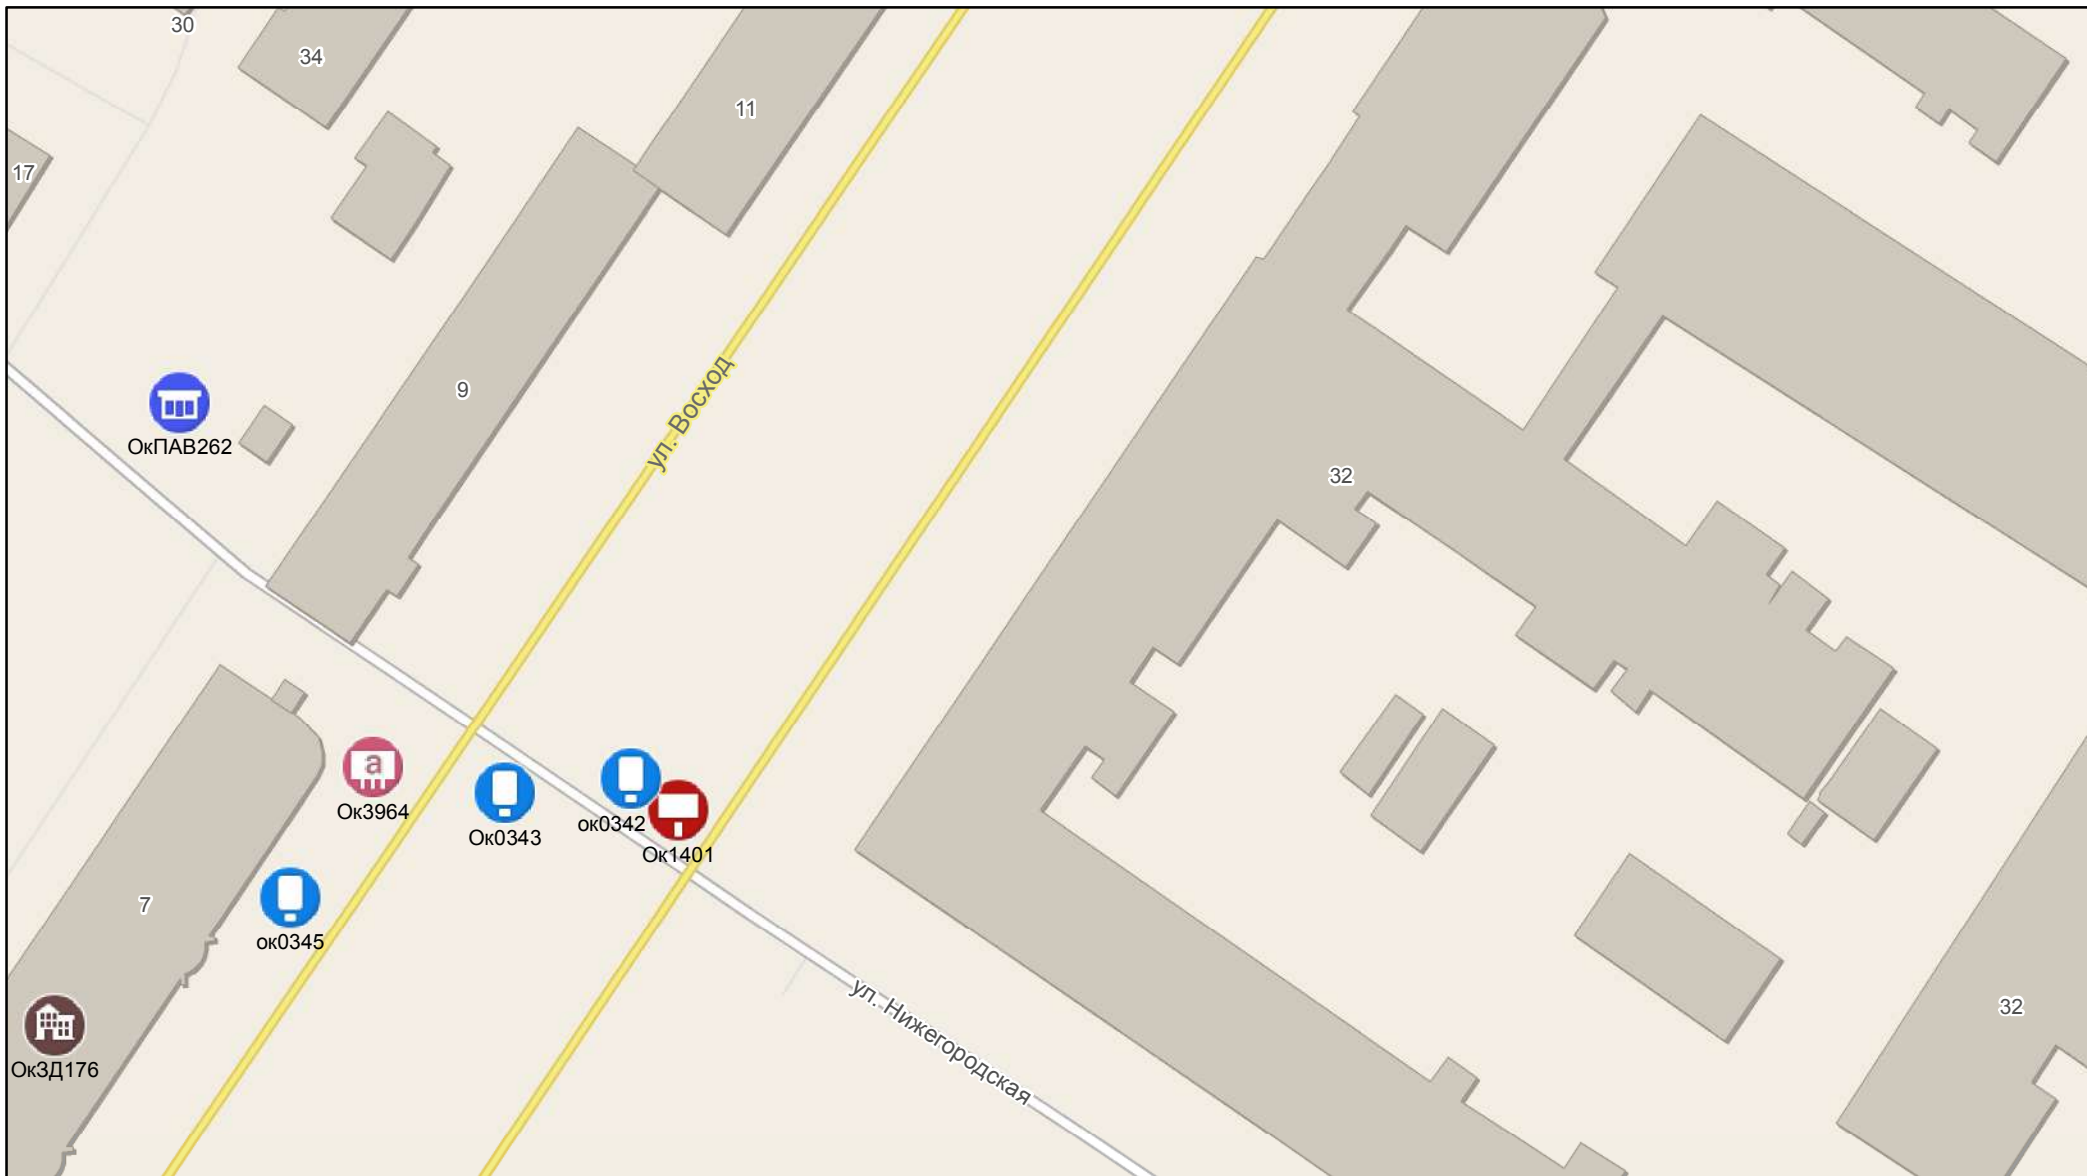 30
34
11
17
ул. Восход
9
ОкПАВ262
32
a
Ок3964
Ок0343
ок0342
Ок1401
7
ок0345
ул. Нижегородская
32
ОкЗД176